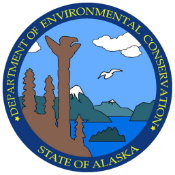 DEPARTMENT OF ENVIRONMENTAL CONSERVATION
STATE OF ALASKA